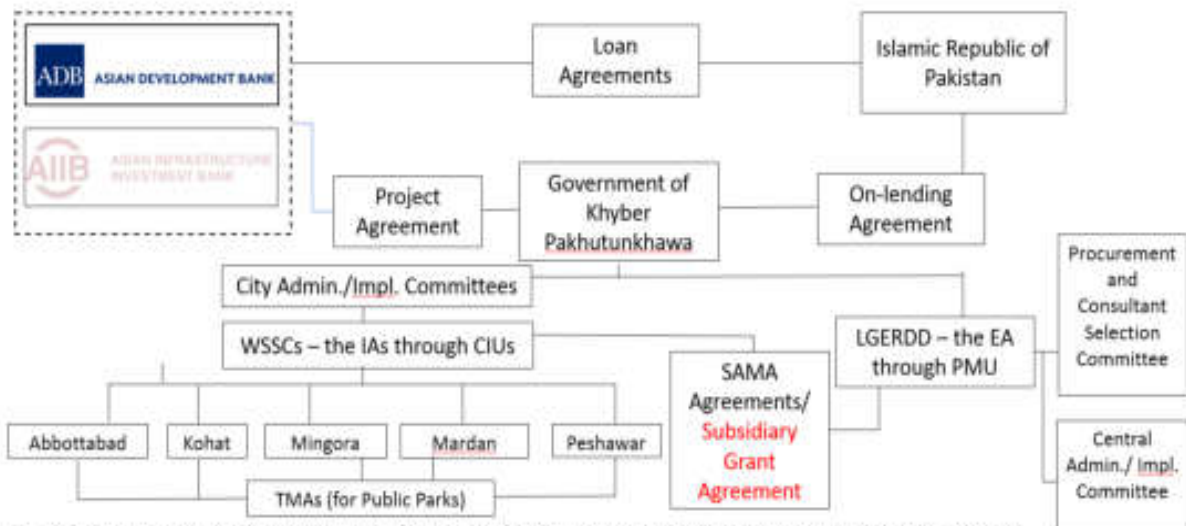 ADB ASIAN DEVELOPMENT BANK
AIIB ASIAN INFRASTRUCTURE
INVESTMENT BANK
Loan
Agreements
Islamic Republic of
Pakistan
Project
Agreement
Government of
Khyber
Pakhutunkhawa
On-lending
Agreement
City Admin./Impl. Committees
WSSCs – the IAs through CIUs
LGERDD – the EA
through PMU
Procurement
and
Consultant
Selection
Committee
SAMA
Agreements/
Subsidiary
Grant
Agreement
Abbottabad
Kohat
Mingora
Mardan
Peshawar
TMAs (for Public Parks)
Central
Admin./ Impl.
Committee